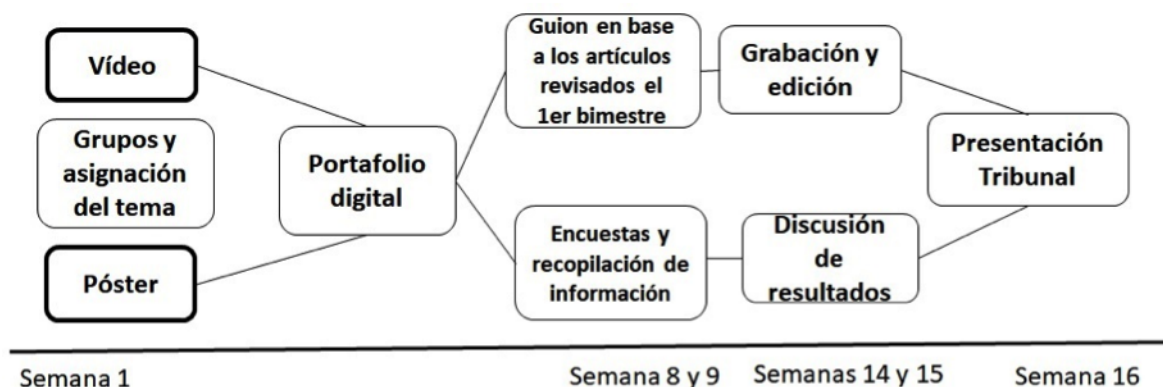 Vídeo
Grupos y
asignación
del tema
Póster
Portafolio
digital
Guion en base
a los artículos
revisados el
1er bimestre
Grabación y
edición
Encuestas y
recopilación de
información
Discusión
de
resultados
Presentación
Tribunal
Semana 1
Semana 8 y 9
Semanas 14 y 15
Semana 16